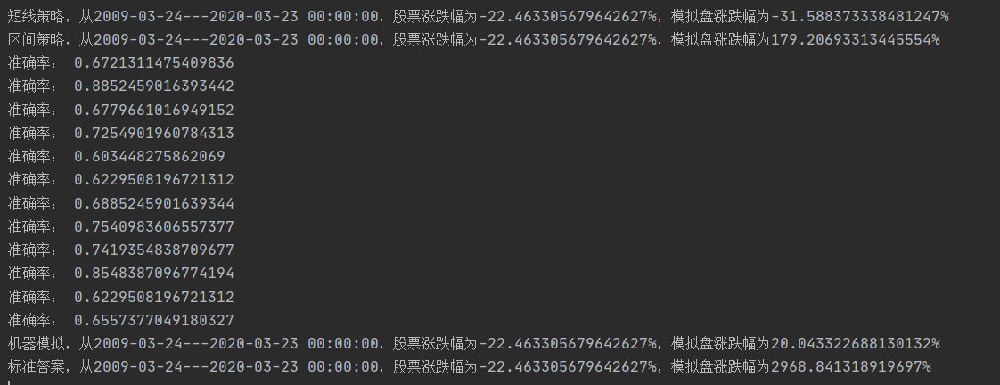 短线策略，从2009-03-24---2020-03-23 00:00:00，股票涨跌幅为-22.463305679642627%，模拟盘涨跌幅为-31.588373338481247%
区间策略，从2009-03-24---2020-03-23 00:00:00，股票涨跌幅为-22.463305679642627%，模拟盘涨跌幅为179.20693313445554%
准确率： 0.6721311475409836
准确率： 0.8852459016393442
准确率： 0.6779661016949152
准确率： 0.7254901960784313
准确率： 0.603448275862069
准确率： 0.6229508196721312
准确率： 0.6885245901639344
准确率： 0.7540983606557377
准确率： 0.7419354838709677
准确率： 0.8548387096774194
准确率： 0.6229508196721312
准确率： 0.6557377049180327
机器模拟，从2009-03-24---2020-03-23 00:00:00，股票涨跌幅为-22.463305679642627%，模拟盘涨跌幅为20.043322688130132%
标准答案，从2009-03-24---2020-03-23 00:00:00，股票涨跌幅为-22.463305679642627%，模拟盘涨跌幅为2968.841318919697%